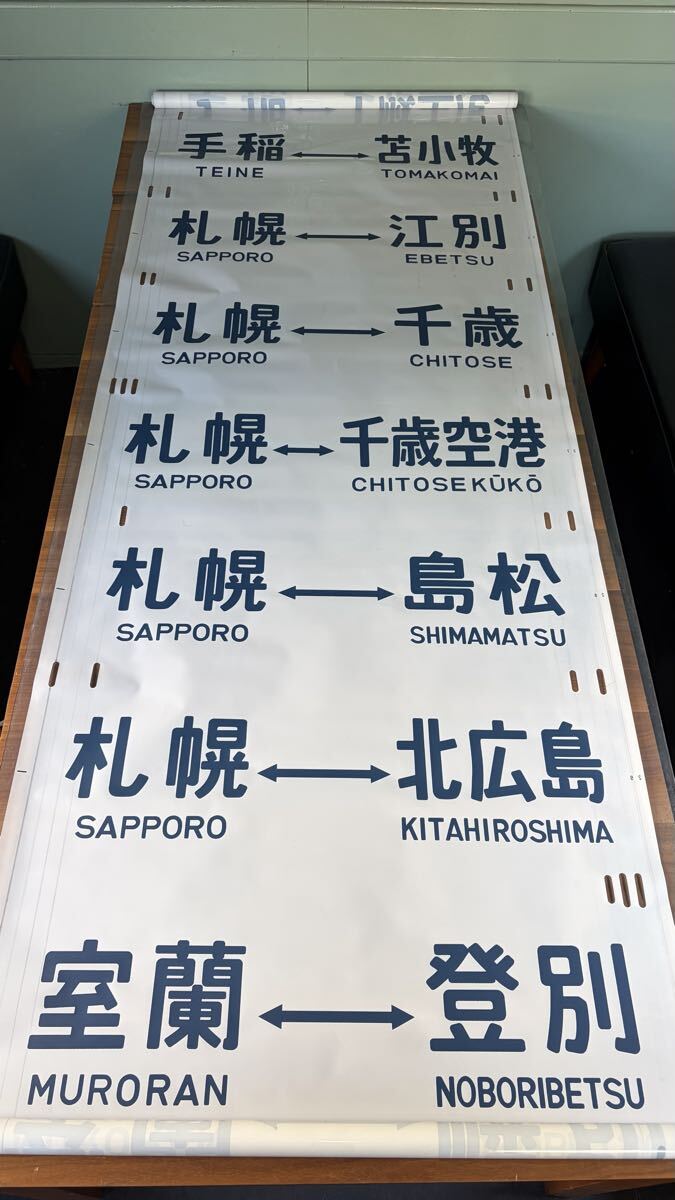 手稲 ↔ 苫小牧
TEINE TOMAKOMAI
札幌 ↔ 江別
SAPPORO EBETSU
札幌 ↔ 千歳
SAPPORO CHITOSE
札幌 ↔ 千歳空港
SAPPORO CHITOSEKŪKŌ
札幌 ↔ 島松
SAPPORO SHIMAMATSU
札幌 ↔ 北広島
SAPPORO KITAHIROSHIMA
室蘭 ↔ 登別
MURORAN NOBORIBETSU